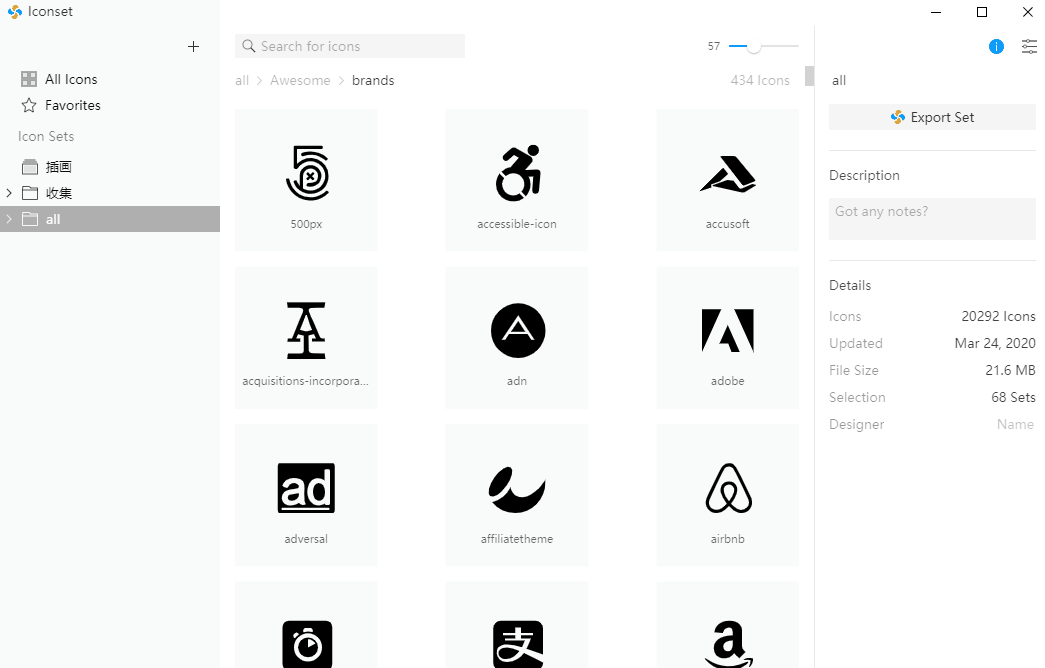 Iconset
All Icons
Favorites
Icon Sets
插画
收集
all
Search for icons
57
all > Awesome > brands
434 Icons
500px
accessible-icon
accusoft
acquisitions-incorpora...
adn
adobe
ad
adversal
affiliatetheme
airbnb
支
a
all
Export Set
Description
Got any notes?
Details
Icons 20292 Icons
Updated Mar 24, 2020
File Size 21.6 MB
Selection 68 Sets
Designer Name